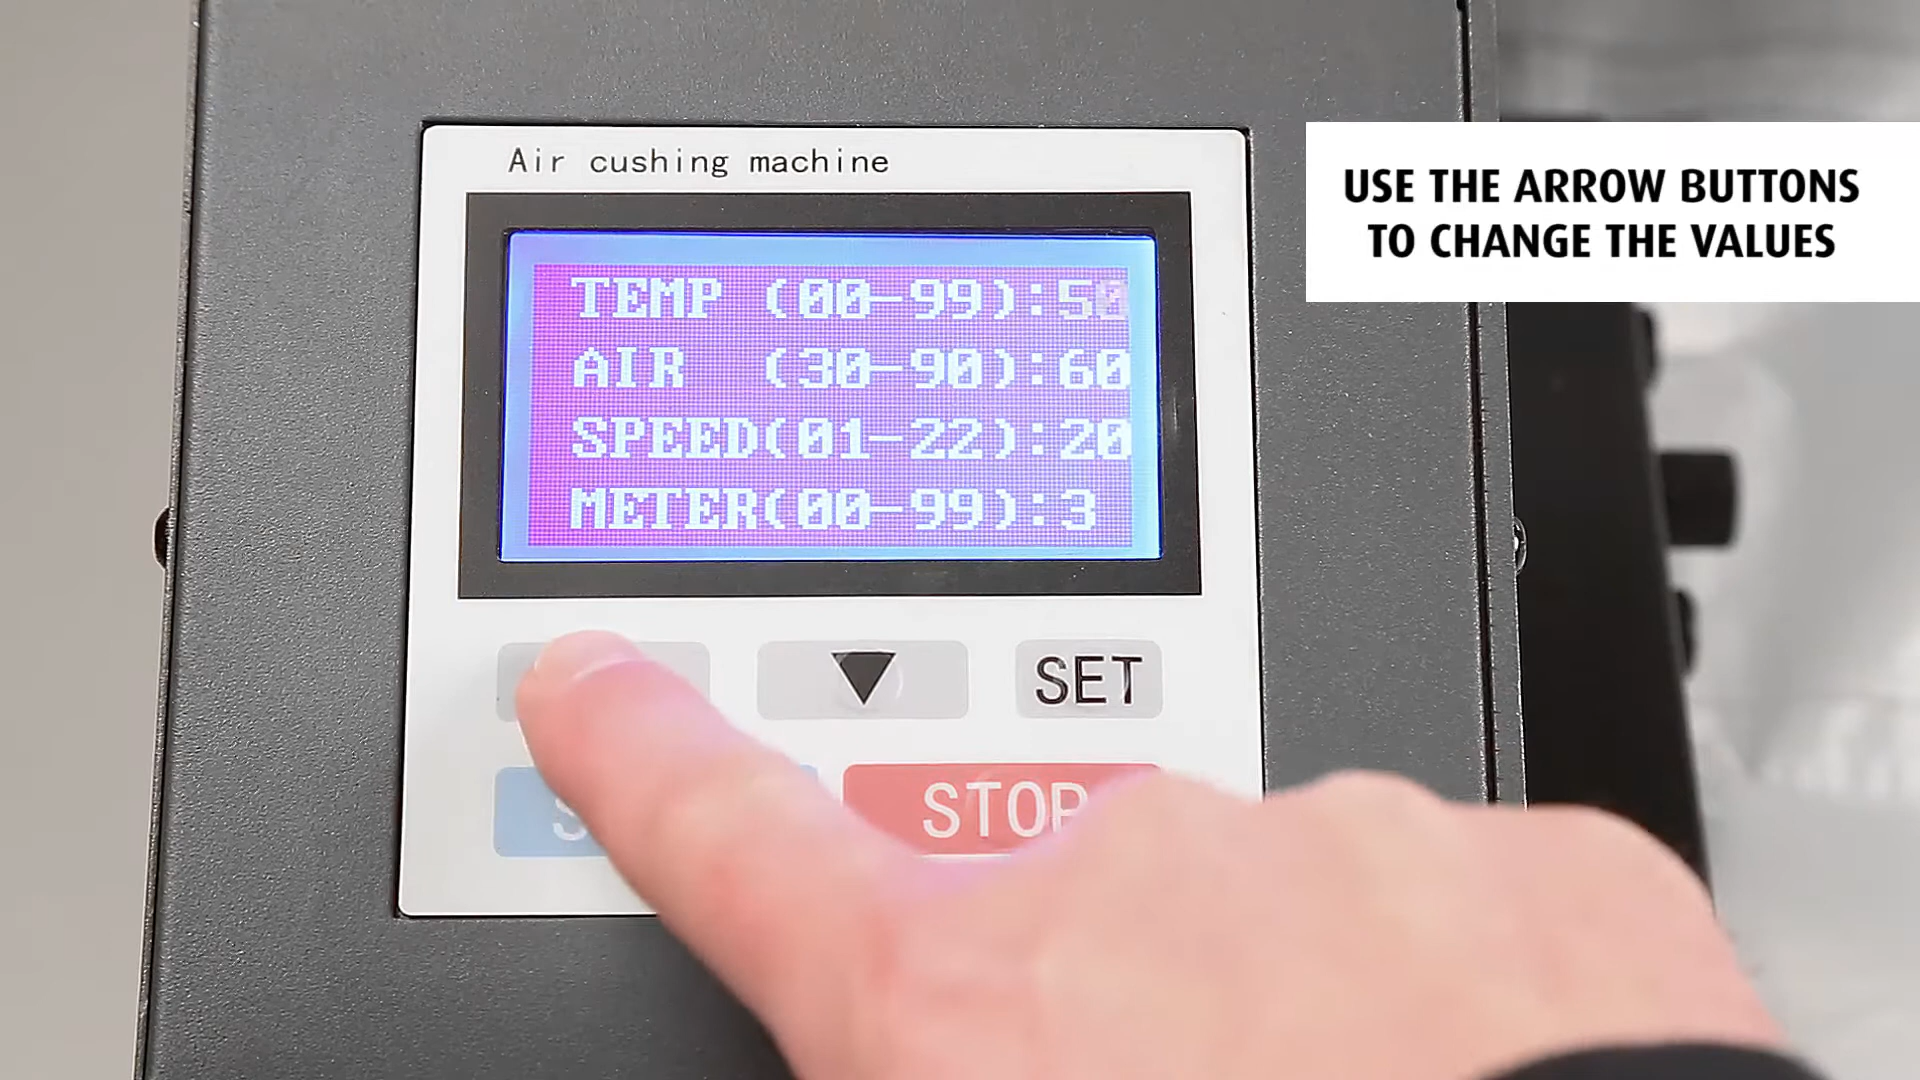 Air cushing machine
USE THE ARROW BUTTONS
TO CHANGE THE VALUES
TEMP (00-99):50
AIR (30-90):60
SPEED(01-22):20
METER(00-99):3
SET
STOP